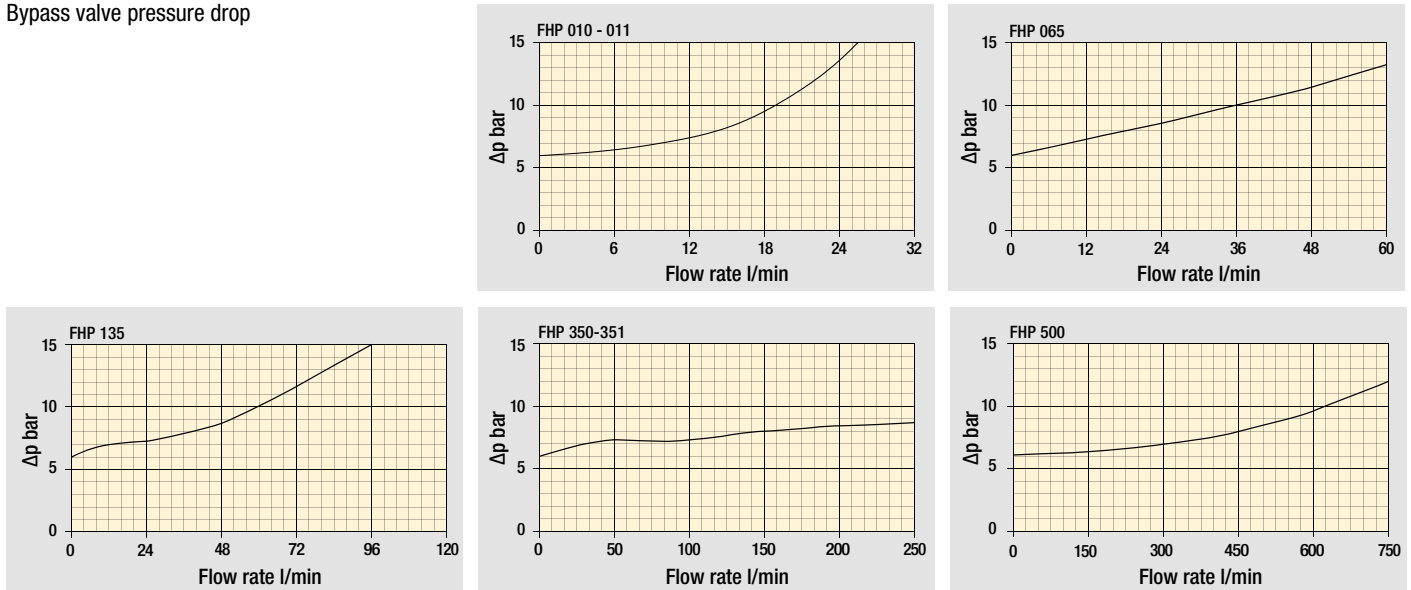 Bypass valve pressure drop
FHP 010 - 011
15
10
5
0
Δp bar
0 6 12 18 24 32
Flow rate l/min
FHP 065
15
10
5
0
Δp bar
0 12 24 36 48 60
Flow rate l/min
FHP 135
15
10
5
0
Δp bar
0 24 48 72 96 120
Flow rate l/min
FHP 350-351
15
10
5
0
Δp bar
0 50 100 150 200 250
Flow rate l/min
FHP 500
15
10
5
0
Δp bar
0 150 300 450 600 750
Flow rate l/min